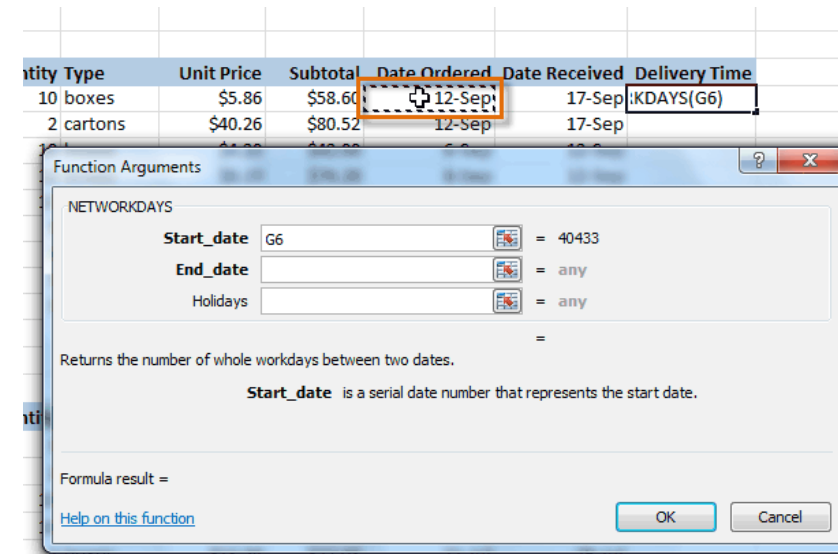 ntity Type Unit Price Subtotal Date Ordered Date Received Delivery Time
10 boxes $5.86 $58.60 12-Sep 17-Sep KDAYS(G6)
2 cartons $40.26 $80.52 12-Sep 17-Sep
Function Arguments
NETWORKDAYS
Start_date G6 = 40433
End_date = any
Holidays = any
=
Returns the number of whole workdays between two dates.
Start_date is a serial date number that represents the start date.
ntit
Formula result =
Help on this function OK Cancel